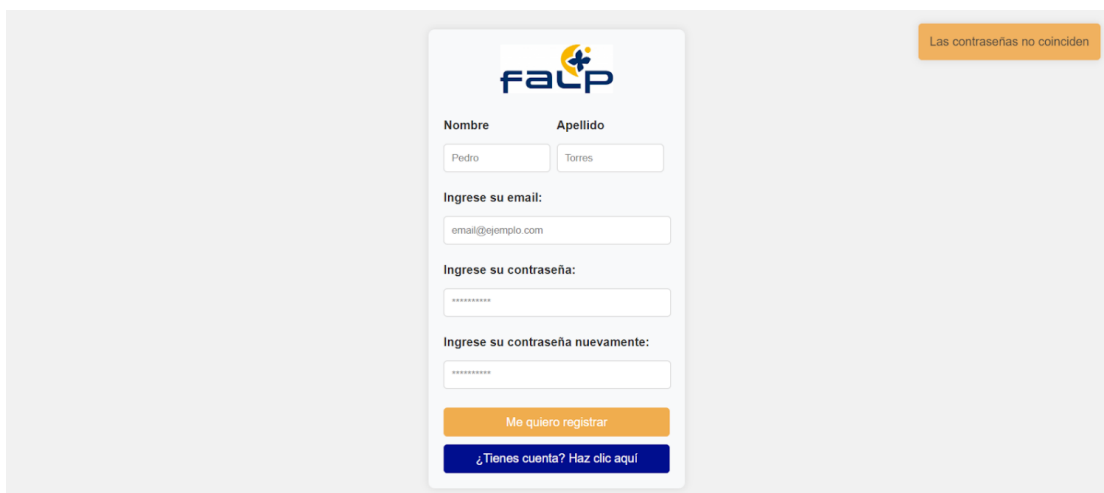 Las contraseñas no coinciden
falp
Nombre Apellido
Pedro Torres
Ingrese su email:
email@ejemplo.com
Ingrese su contraseña:
**********
Ingrese su contraseña nuevamente:
**********
Me quiero registrar
¿Tienes cuenta? Haz clic aquí